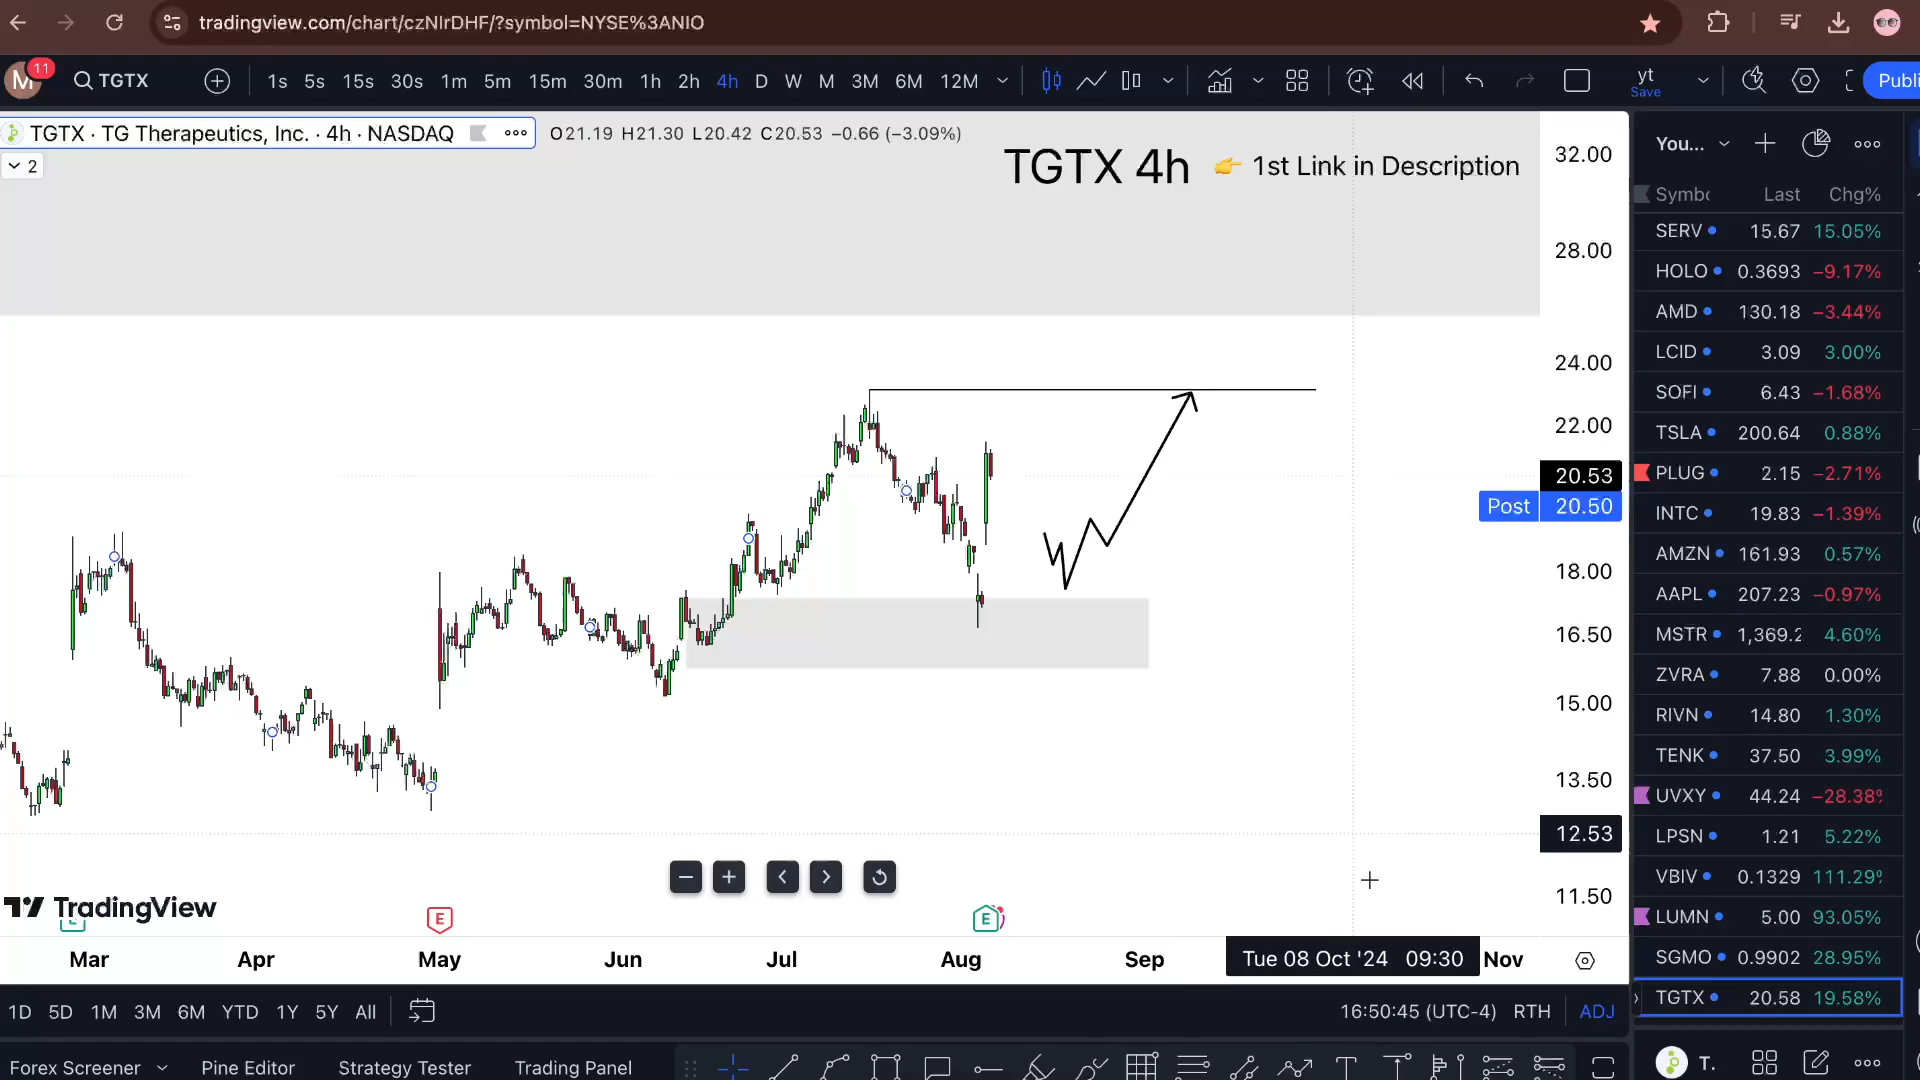 tradingview.com/chart/czNlrDHF/?symbol=NYSE%3ANIO
M 11 TGTX 1s 5s 15s 30s 1m 5m 15m 30m 1h 2h 4h D W M 3M 6M 12M yt Save Publi
TGTX · TG Therapeutics, Inc. · 4h · NASDAQ O21.19 H21.30 L20.42 C20.53 −0.66 (−3.09%)
2
TGTX 4h 👉 1st Link in Description
32.00
28.00
24.00
22.00
20.53
Post 20.50
18.00
16.50
15.00
13.50
12.53
11.50
TradingView
E E E
Mar Apr May Jun Jul Aug Sep Tue 08 Oct '24 09:30 Nov
1D 5D 1M 3M 6M YTD 1Y 5Y All 16:50:45 (UTC-4) RTH ADJ
Forex Screener Pine Editor Strategy Tester Trading Panel
You...
Symbo Last Chg%
SERV 15.67 15.05%
HOLO 0.3693 −9.17%
AMD 130.18 −3.44%
LCID 3.09 3.00%
SOFI 6.43 −1.68%
TSLA 200.64 0.88%
PLUG 2.15 −2.71%
INTC 19.83 −1.39%
AMZN 161.93 0.57%
AAPL 207.23 −0.97%
MSTR 1,369.2 4.60%
ZVRA 7.88 0.00%
RIVN 14.80 1.30%
TENK 37.50 3.99%
UVXY 44.24 −28.38%
LPSN 1.21 5.22%
VBIV 0.1329 111.29%
LUMN 5.00 93.05%
SGMO 0.9902 28.95%
TGTX 20.58 19.58%
T.